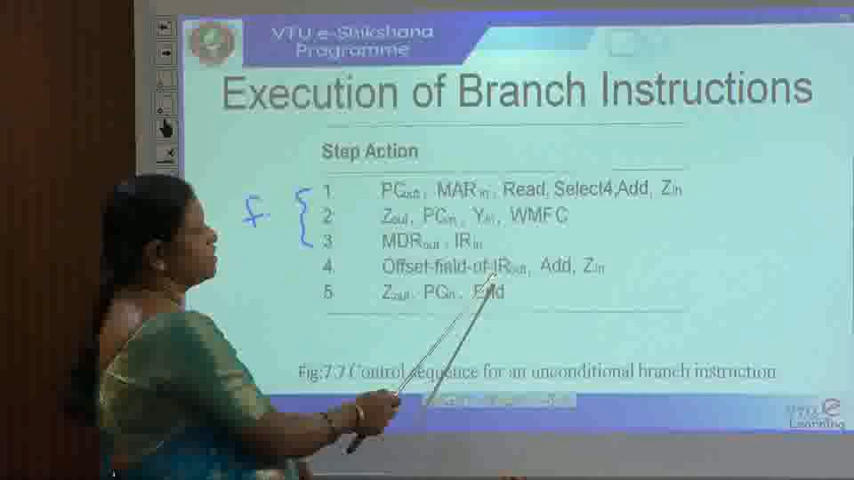 VTU e-Shikshana
Programme
Execution of Branch Instructions
Step Action
F
1 PCout, MARin, Read, Select4,Add, Zin
2 Zout, PCin, Yin, WMFC
3 MDRout, IRin
4 Offset-field-of-IRout, Add, Zin
5 Zout, PCin, End
Fig:7.7 Control sequence for an unconditional branch instruction
VTU e
Learning